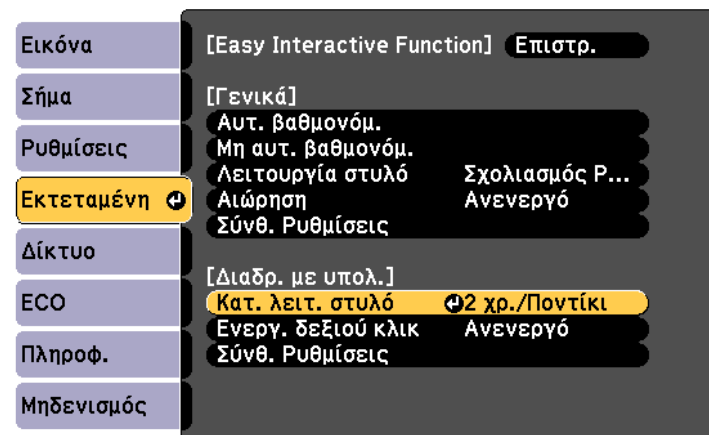 Εικόνα
Σήμα
Ρυθμίσεις
Εκτεταμένη
Δίκτυο
ECO
Πληροφ.
Μηδενισμός
[Easy Interactive Function] Επιστρ.
[Γενικά]
Αυτ. βαθμονόμ.
Μη αυτ. βαθμονόμ.
Λειτουργία στυλό Σχολιασμός Ρ...
Αιώρηση Ανενεργό
Σύνθ. Ρυθμίσεις
[Διαδρ. με υπολ.]
Κατ. λειτ. στυλό 2 χρ./Ποντίκι
Ενεργ. δεξιού κλικ Ανενεργό
Σύνθ. Ρυθμίσεις